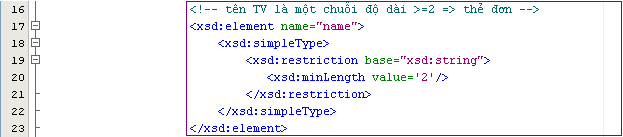 16 <!-- tên TV là một chuỗi độ dài >=2 => thẻ đơn -->
17 <xsd:element name="name">
18 <xsd:simpleType>
19 <xsd:restriction base="xsd:string">
20 <xsd:minLength value='2'/>
21 </xsd:restriction>
22 </xsd:simpleType>
23 </xsd:element>